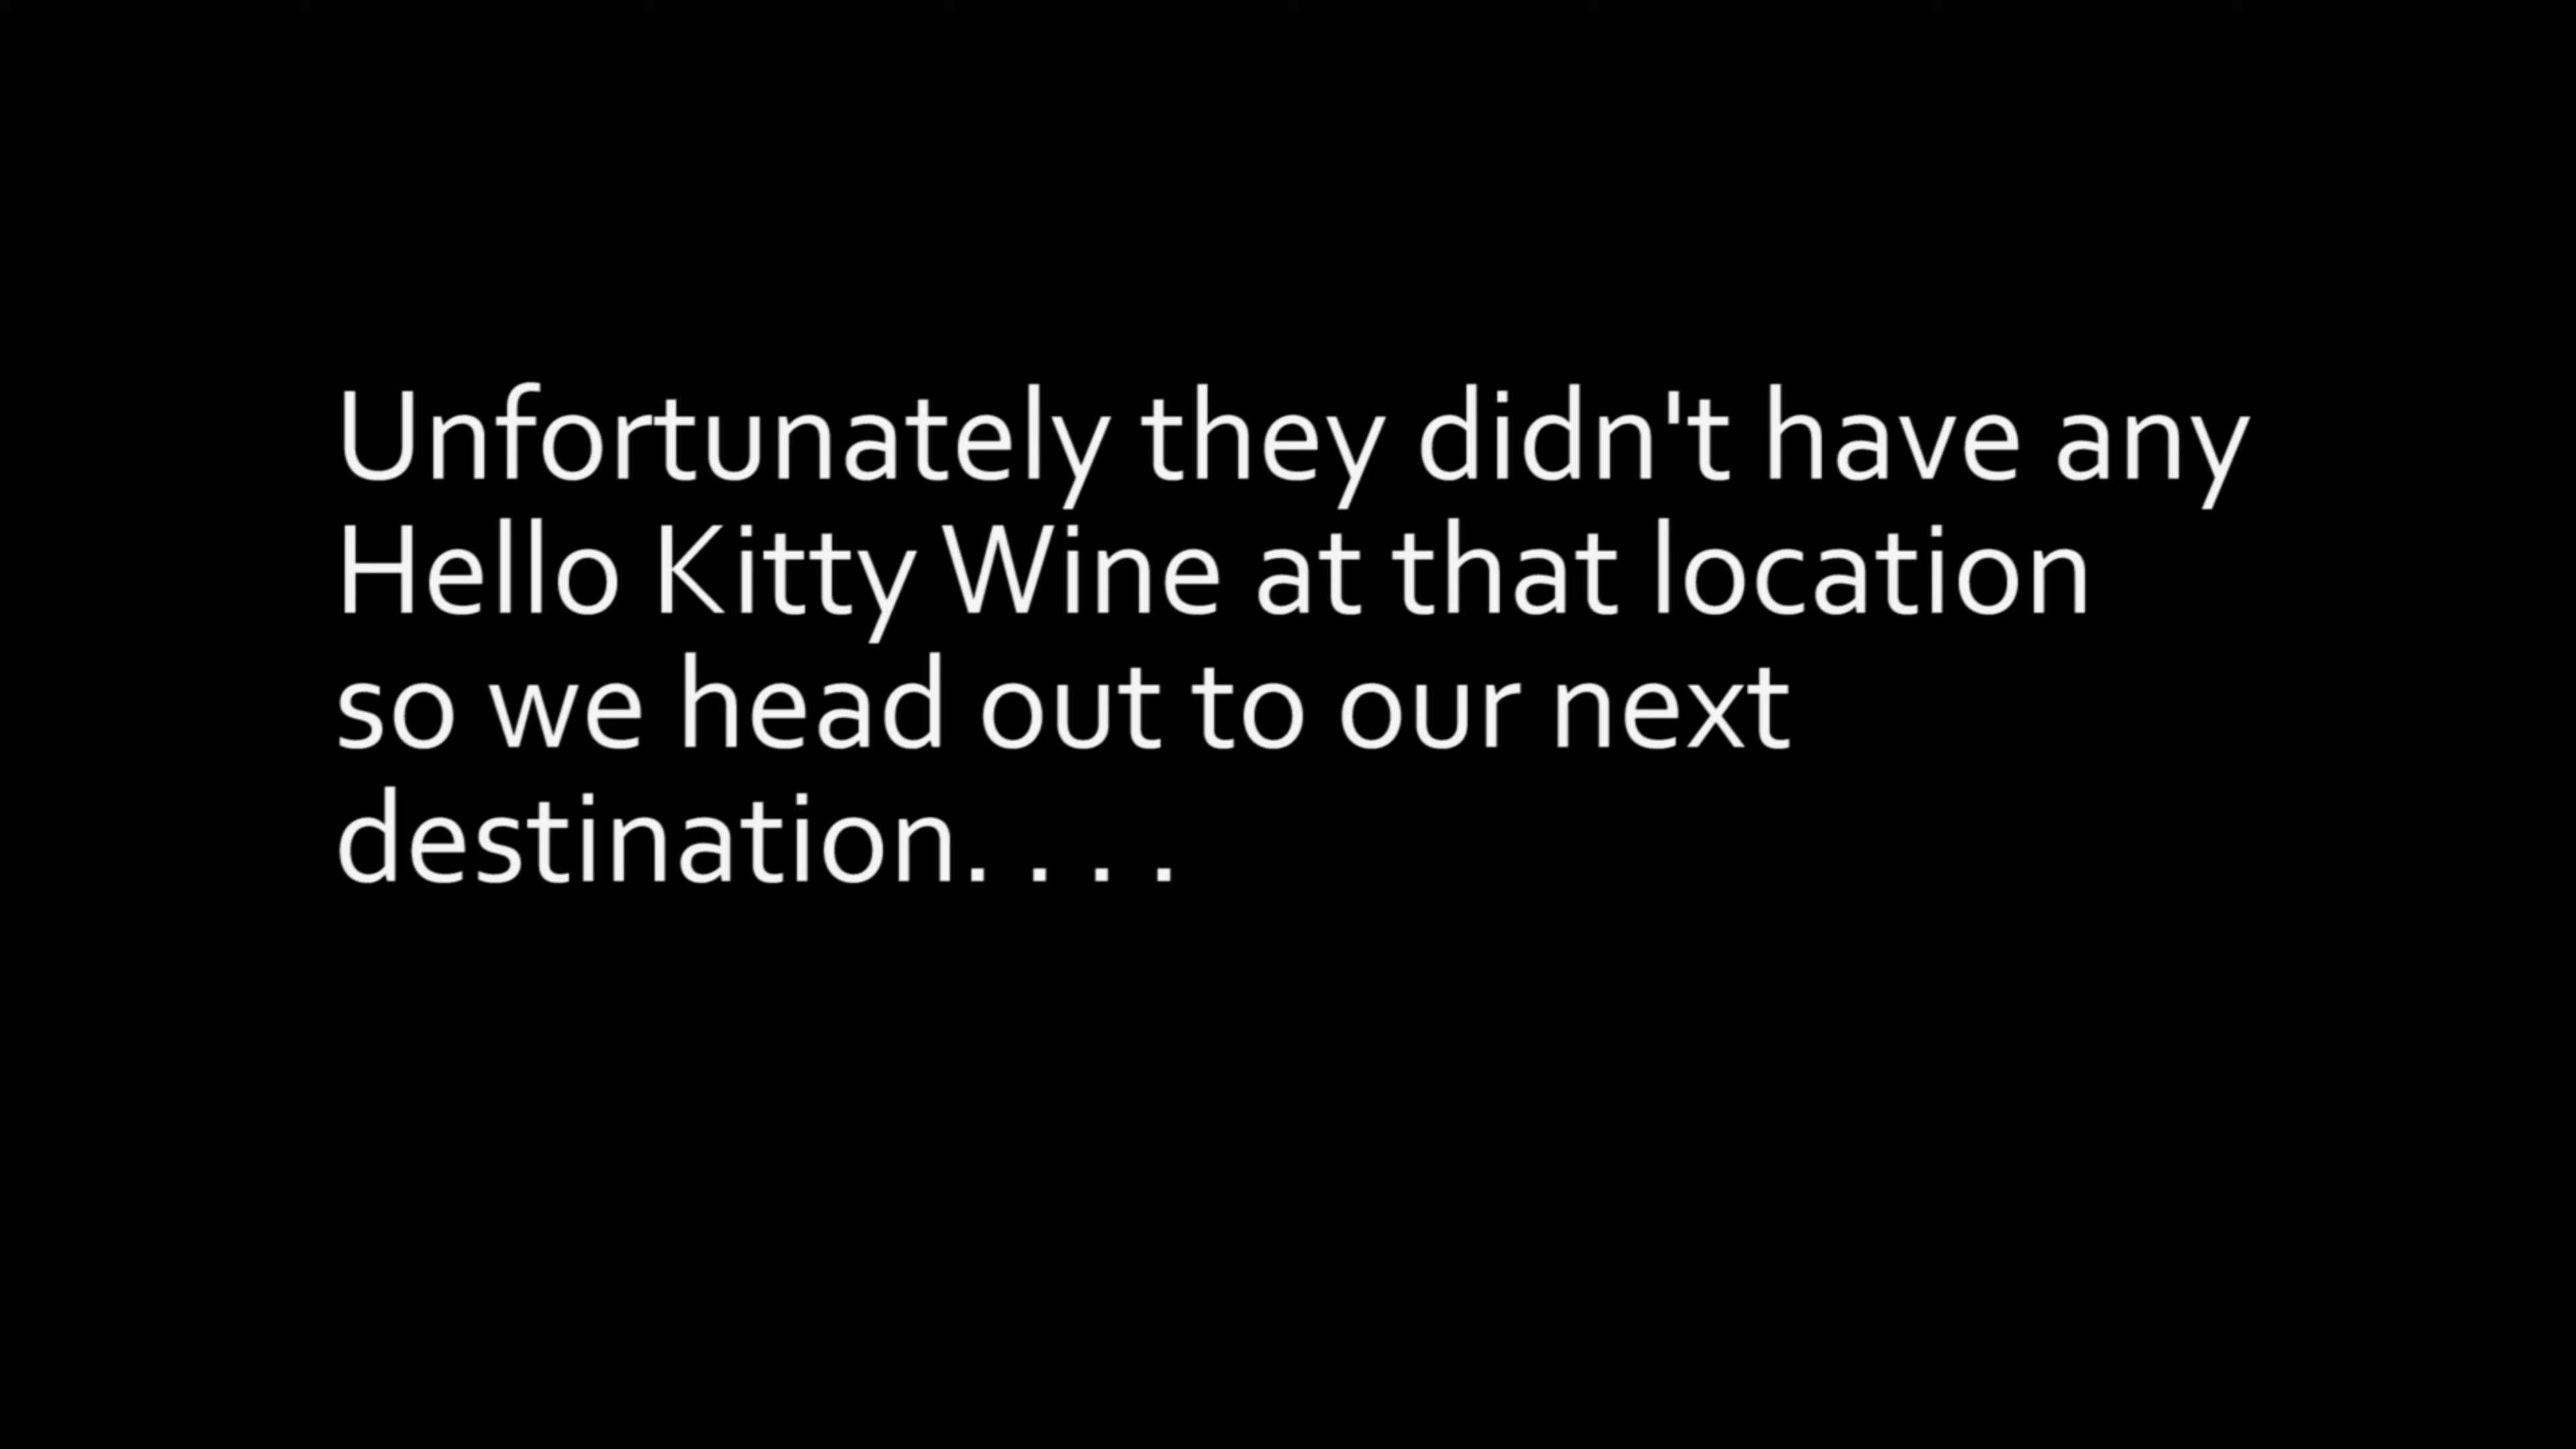 Unfortunately they didn't have any
Hello Kitty Wine at that location
so we head out to our next
destination. . . .